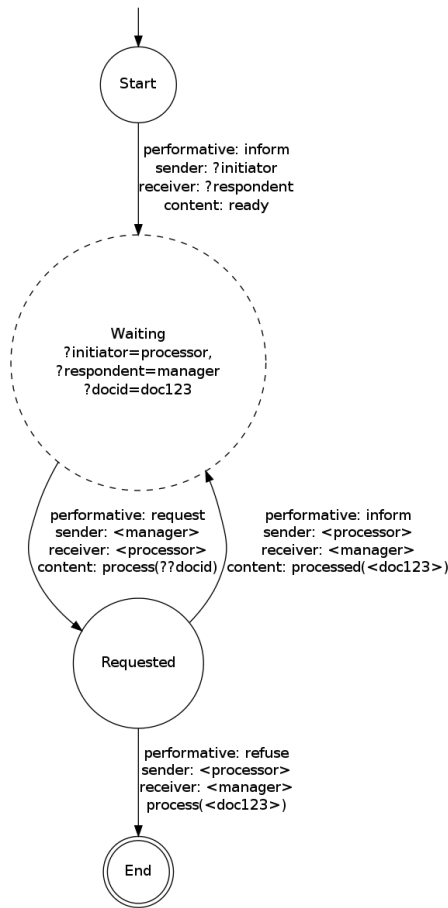 Start
performative: inform
sender: ?initiator
receiver: ?respondent
content: ready
Waiting
?initiator=processor,
?respondent=manager
?docid=doc123
performative: request
sender: <manager>
receiver: <processor>
content: process(??docid)
performative: inform
sender: <processor>
receiver: <manager>
content: processed(<doc123>)
Requested
performative: refuse
sender: <processor>
receiver: <manager>
process(<doc123>)
End